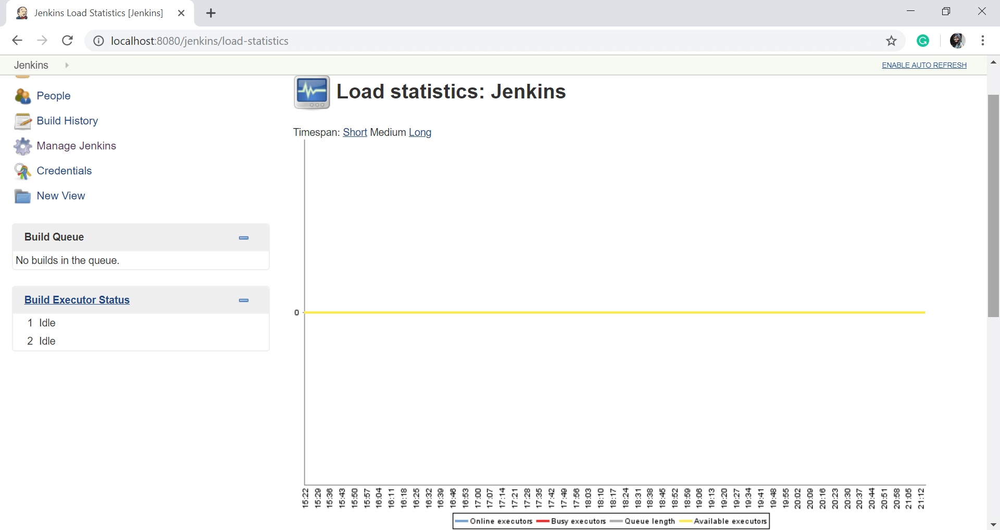 Jenkins Load Statistics [Jenkins]
localhost:8080/jenkins/load-statistics
Jenkins
ENABLE AUTO REFRESH
People
Build History
Manage Jenkins
Credentials
New View
Build Queue
No builds in the queue.
Build Executor Status
1 Idle
2 Idle
Load statistics: Jenkins
Timespan: Short Medium Long
0
15:22 15:29 15:36 15:43 15:50 15:57 16:04 16:11 16:18 16:25 16:32 16:39 16:46 16:53 17:00 17:07 17:14 17:21 17:28 17:35 17:42 17:49 17:56 18:03 18:10 18:17 18:24 18:31 18:38 18:45 18:52 18:59 19:06 19:13 19:20 19:27 19:34 19:41 19:48 19:55 20:02 20:09 20:16 20:23 20:30 20:37 20:44 20:51 20:58 21:05 21:12
Online executors Busy executors Queue length Available executors